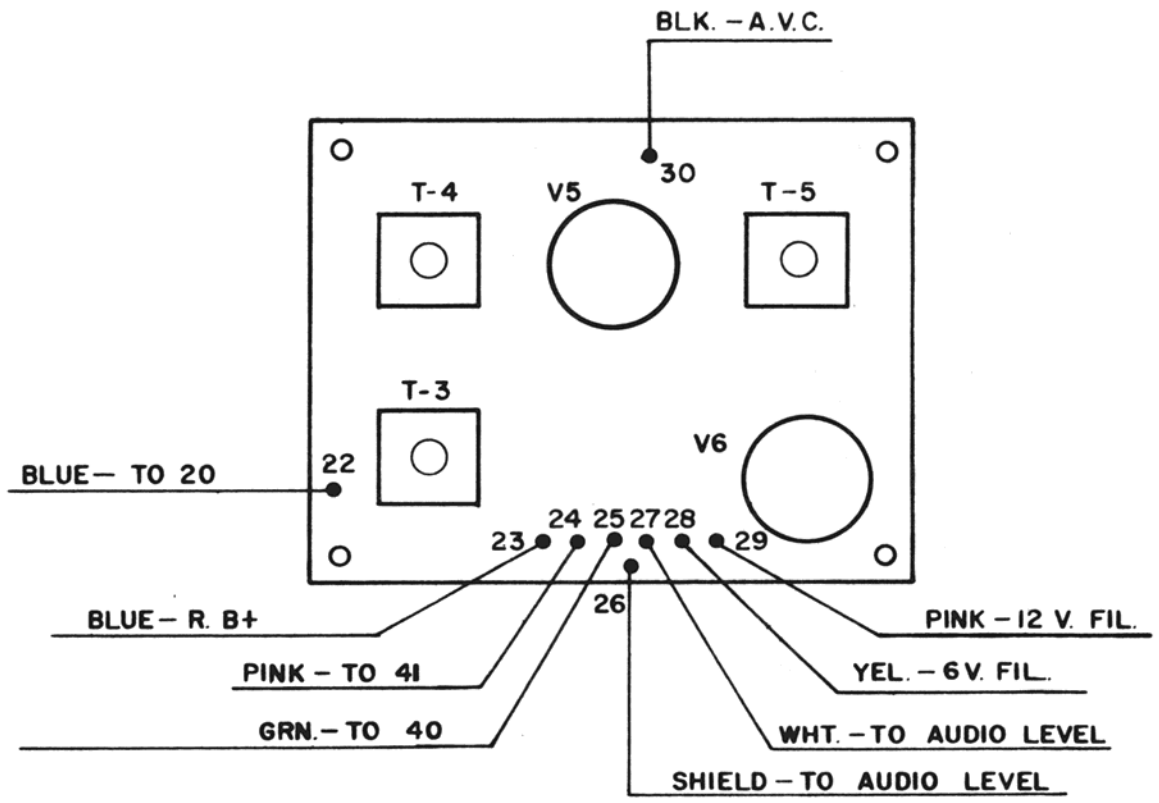 BLK. – A.V.C.
30
T-4
V5
T-5
T-3
V6
BLUE – TO 20
22
23
24
25
27
28
29
26
BLUE – R. B+
PINK – 12 V. FIL.
PINK – TO 41
YEL. – 6 V. FIL.
GRN. – TO 40
WHT. – TO AUDIO LEVEL
SHIELD – TO AUDIO LEVEL